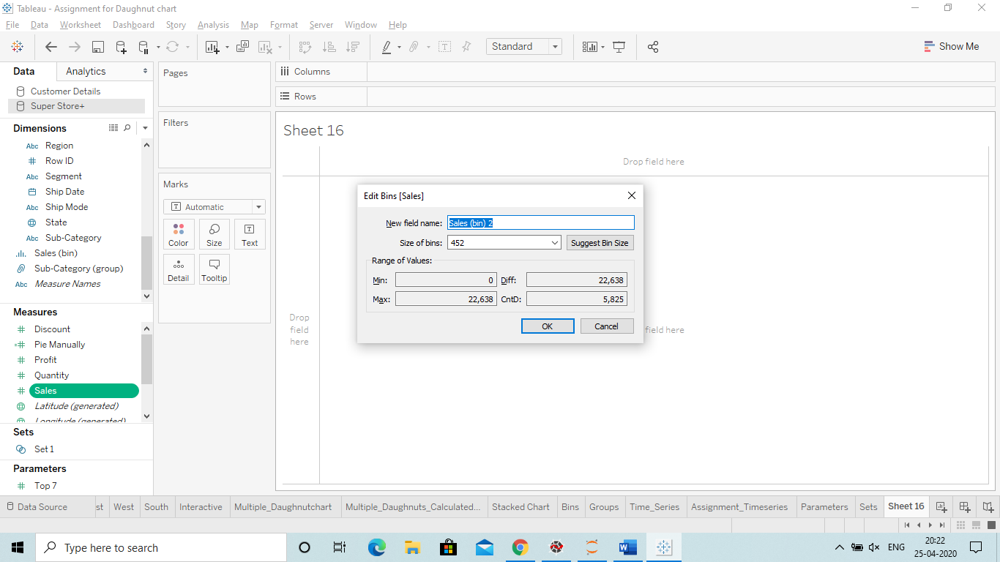 Tableau - Assignment for Daughnut chart
File Data Worksheet Dashboard Story Analysis Map Format Server Window Help
Standard
Show Me
Data Analytics
Customer Details
Super Store+
Dimensions
Abc Region
Row ID
Abc Segment
Ship Date
Abc Ship Mode
State
Abc Sub-Category
Sales (bin)
Sub-Category (group)
Abc Measure Names
Measures
Discount
Pie Manually
Profit
Quantity
Sales
Latitude (generated)
Longitude (generated)
Sets
Set 1
Parameters
Top 7
Pages
Filters
Marks
Automatic
Color Size Text
Detail Tooltip
Columns
Rows
Sheet 16
Drop field here
Drop
field
here
field here
Edit Bins [Sales]
New field name: Sales (bin) 2
Size of bins: 452 Suggest Bin Size
Range of Values:
Min: 0 Diff: 22,638
Max: 22,638 CntD: 5,825
OK Cancel
Data Source st West South Interactive Multiple_Daughnutchart Multiple_Daughnuts_Calculated... Stacked Chart Bins Groups Time_Series Assignment_Timeseries Parameters Sets Sheet 16
Type here to search
ENG
20:22
25-04-2020